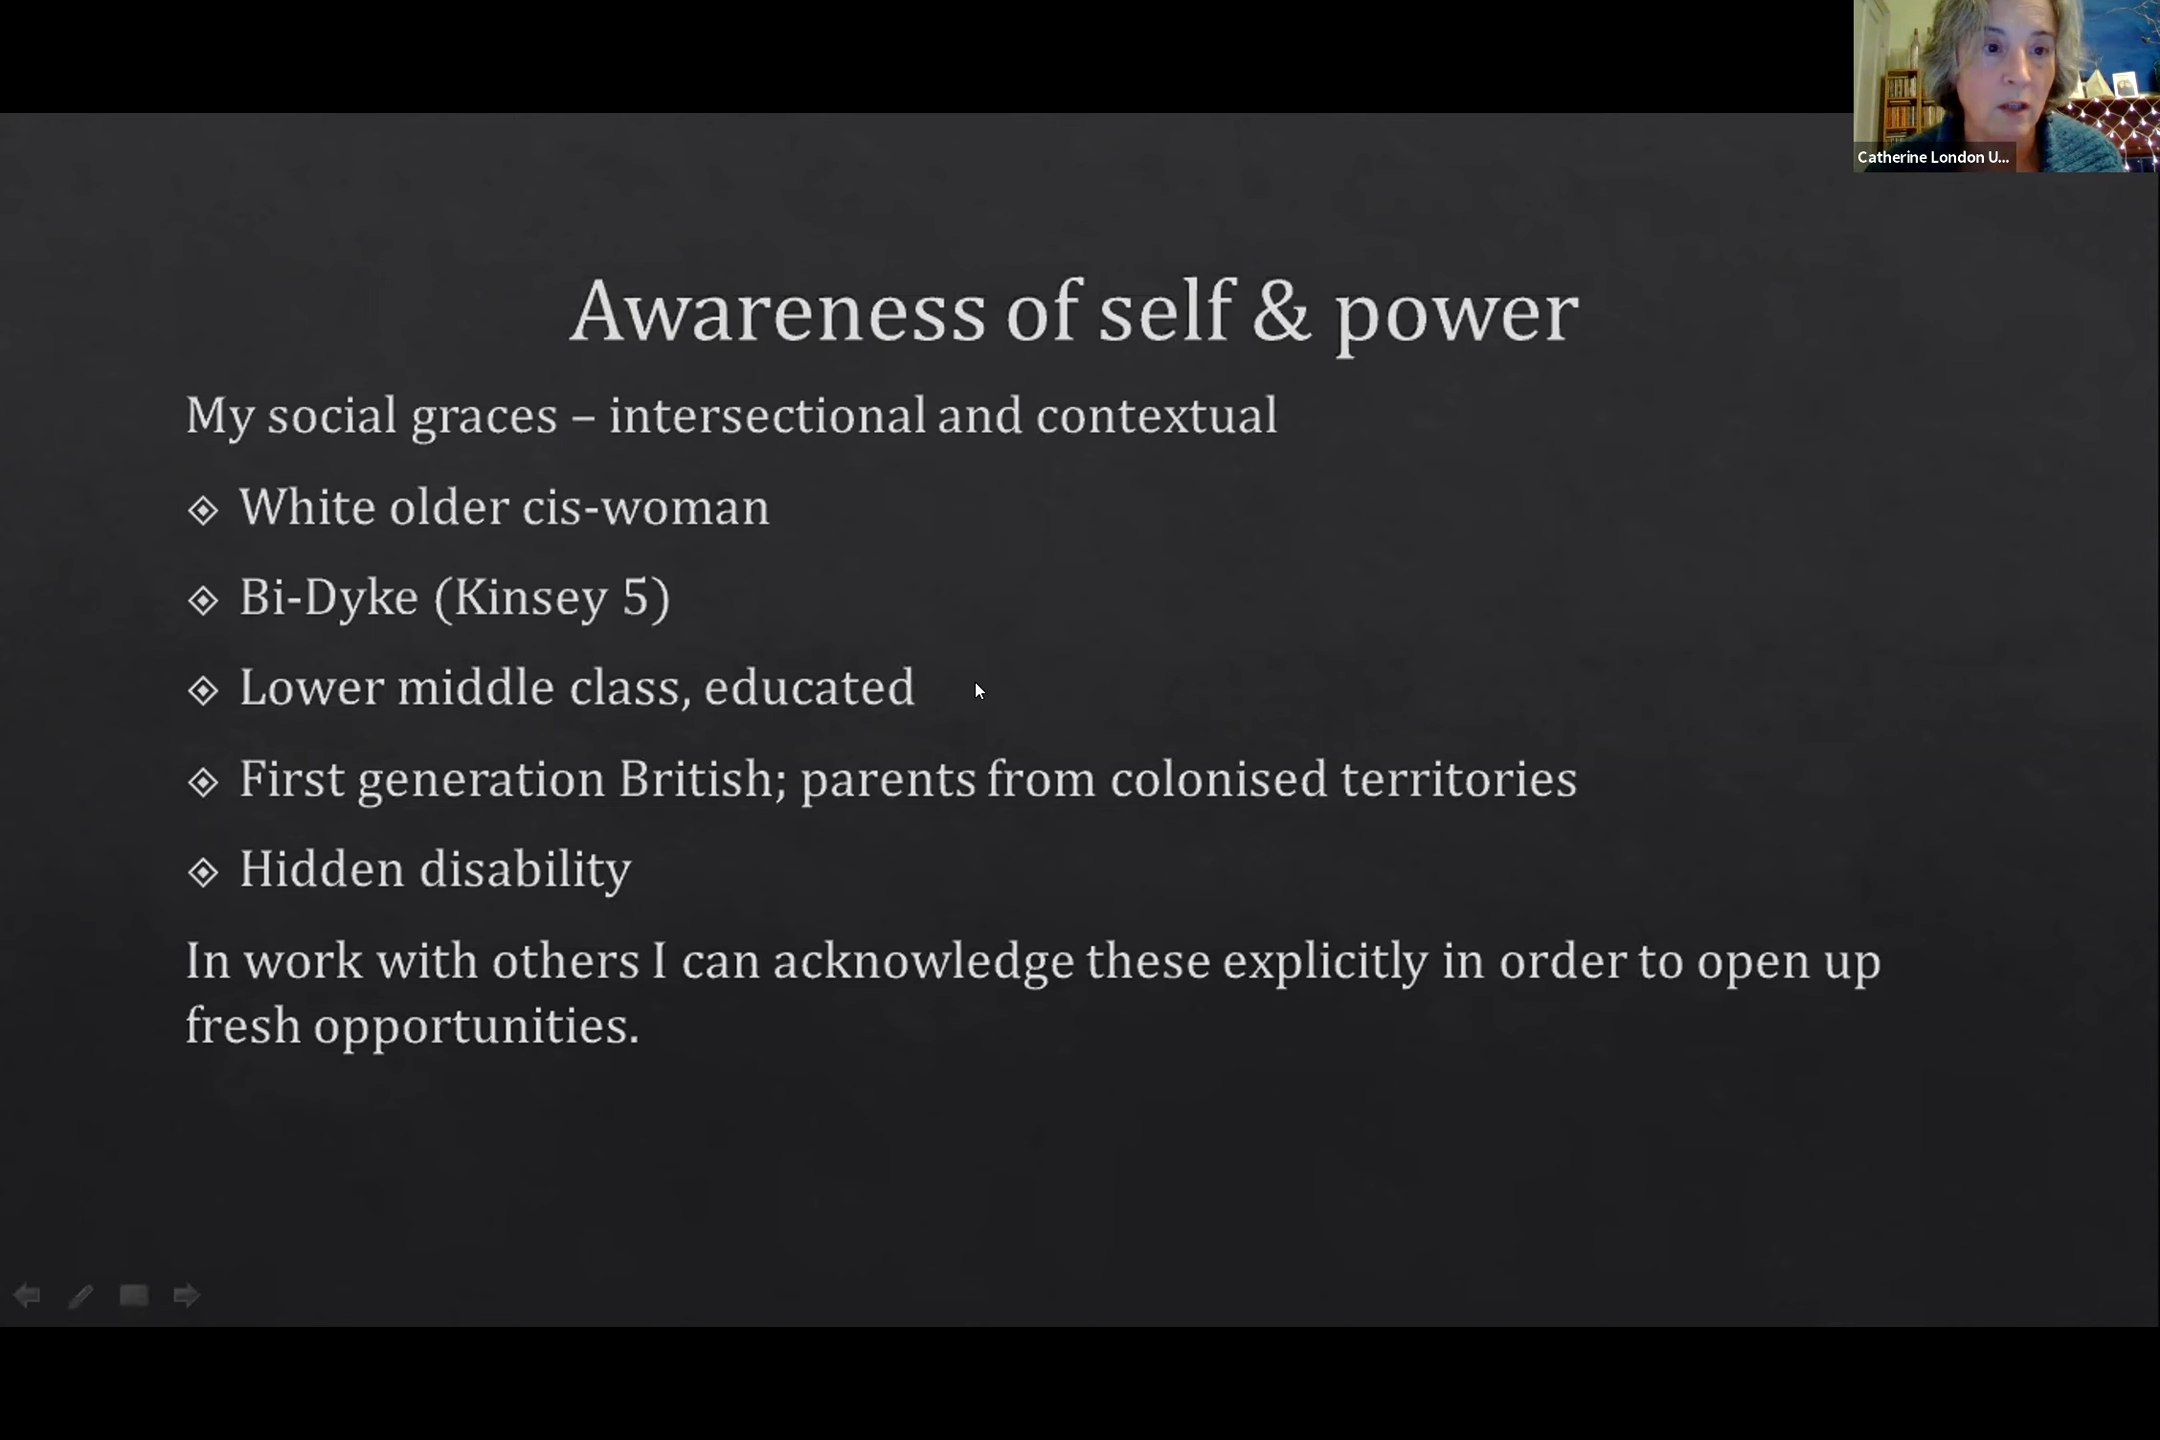 Catherine London U...
Awareness of self & power
My social graces – intersectional and contextual
White older cis-woman
Bi-Dyke (Kinsey 5)
Lower middle class, educated
First generation British; parents from colonised territories
Hidden disability
In work with others I can acknowledge these explicitly in order to open up
fresh opportunities.